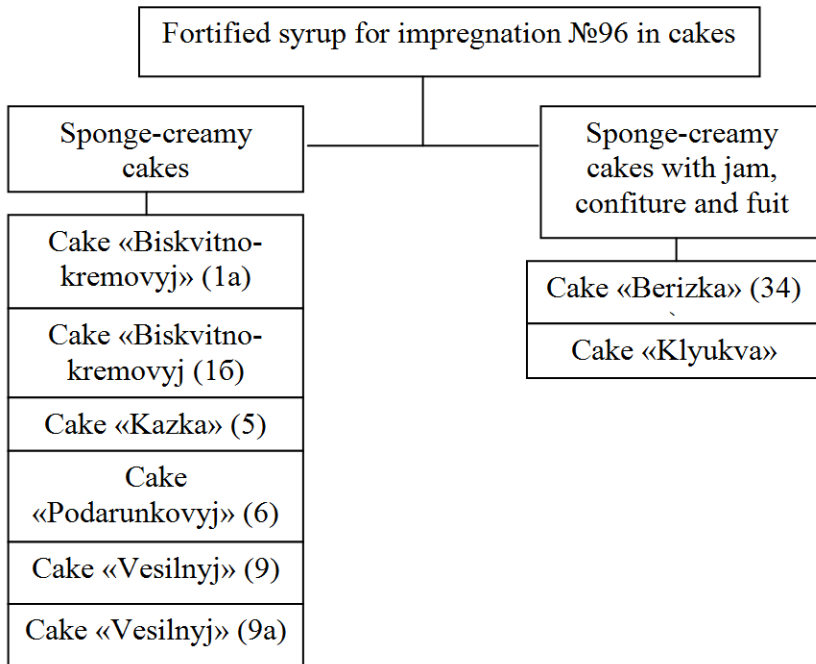 Fortified syrup for impregnation №96 in cakes
Sponge-creamy
cakes
Cake «Biskvitno-
kremovyj» (1a)
Cake «Biskvitno-
kremovyj (1б)
Cake «Kazka» (5)
Cake
«Podarunkovyj» (6)
Cake «Vesilnyj» (9)
Cake «Vesilnyj» (9a)
Sponge-creamy
cakes with jam,
confiture and fuit
Cake «Berizka» (34)
Cake «Klyukva»